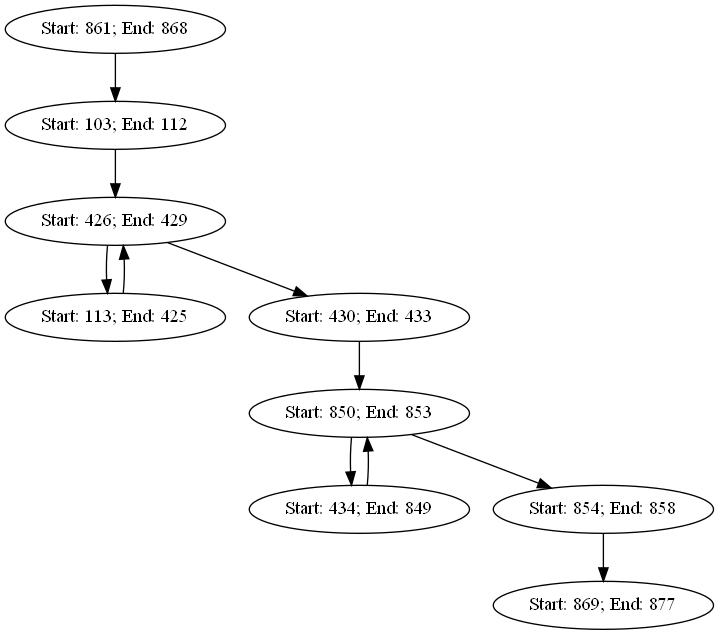 Start: 861; End: 868
Start: 103; End: 112
Start: 426; End: 429
Start: 113; End: 425
Start: 430; End: 433
Start: 850; End: 853
Start: 434; End: 849
Start: 854; End: 858
Start: 869; End: 877